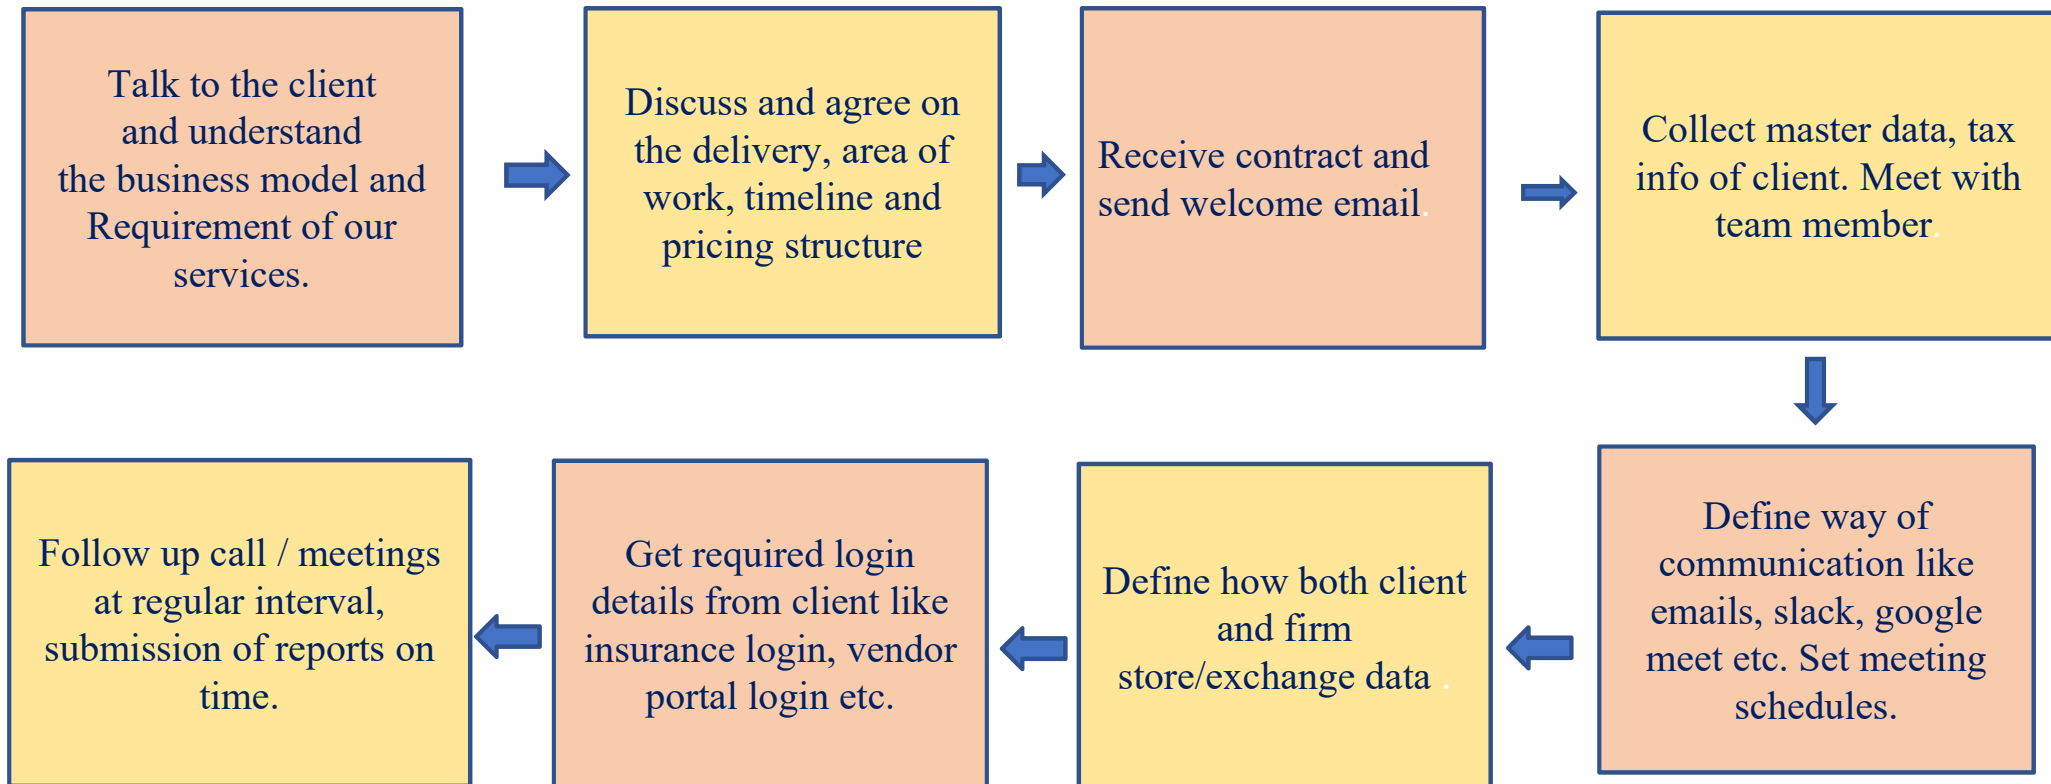 Talk to the client
and understand
the business model and
Requirement of our
services.
Discuss and agree on
the delivery, area of
work, timeline and
pricing structure
Receive contract and
send welcome email.
Collect master data, tax
info of client. Meet with
team member.
Define way of
communication like
emails, slack, google
meet etc. Set meeting
schedules.
Define how both client
and firm
store/exchange data .
Get required login
details from client like
insurance login, vendor
portal login etc.
Follow up call / meetings
at regular interval,
submission of reports on
time.